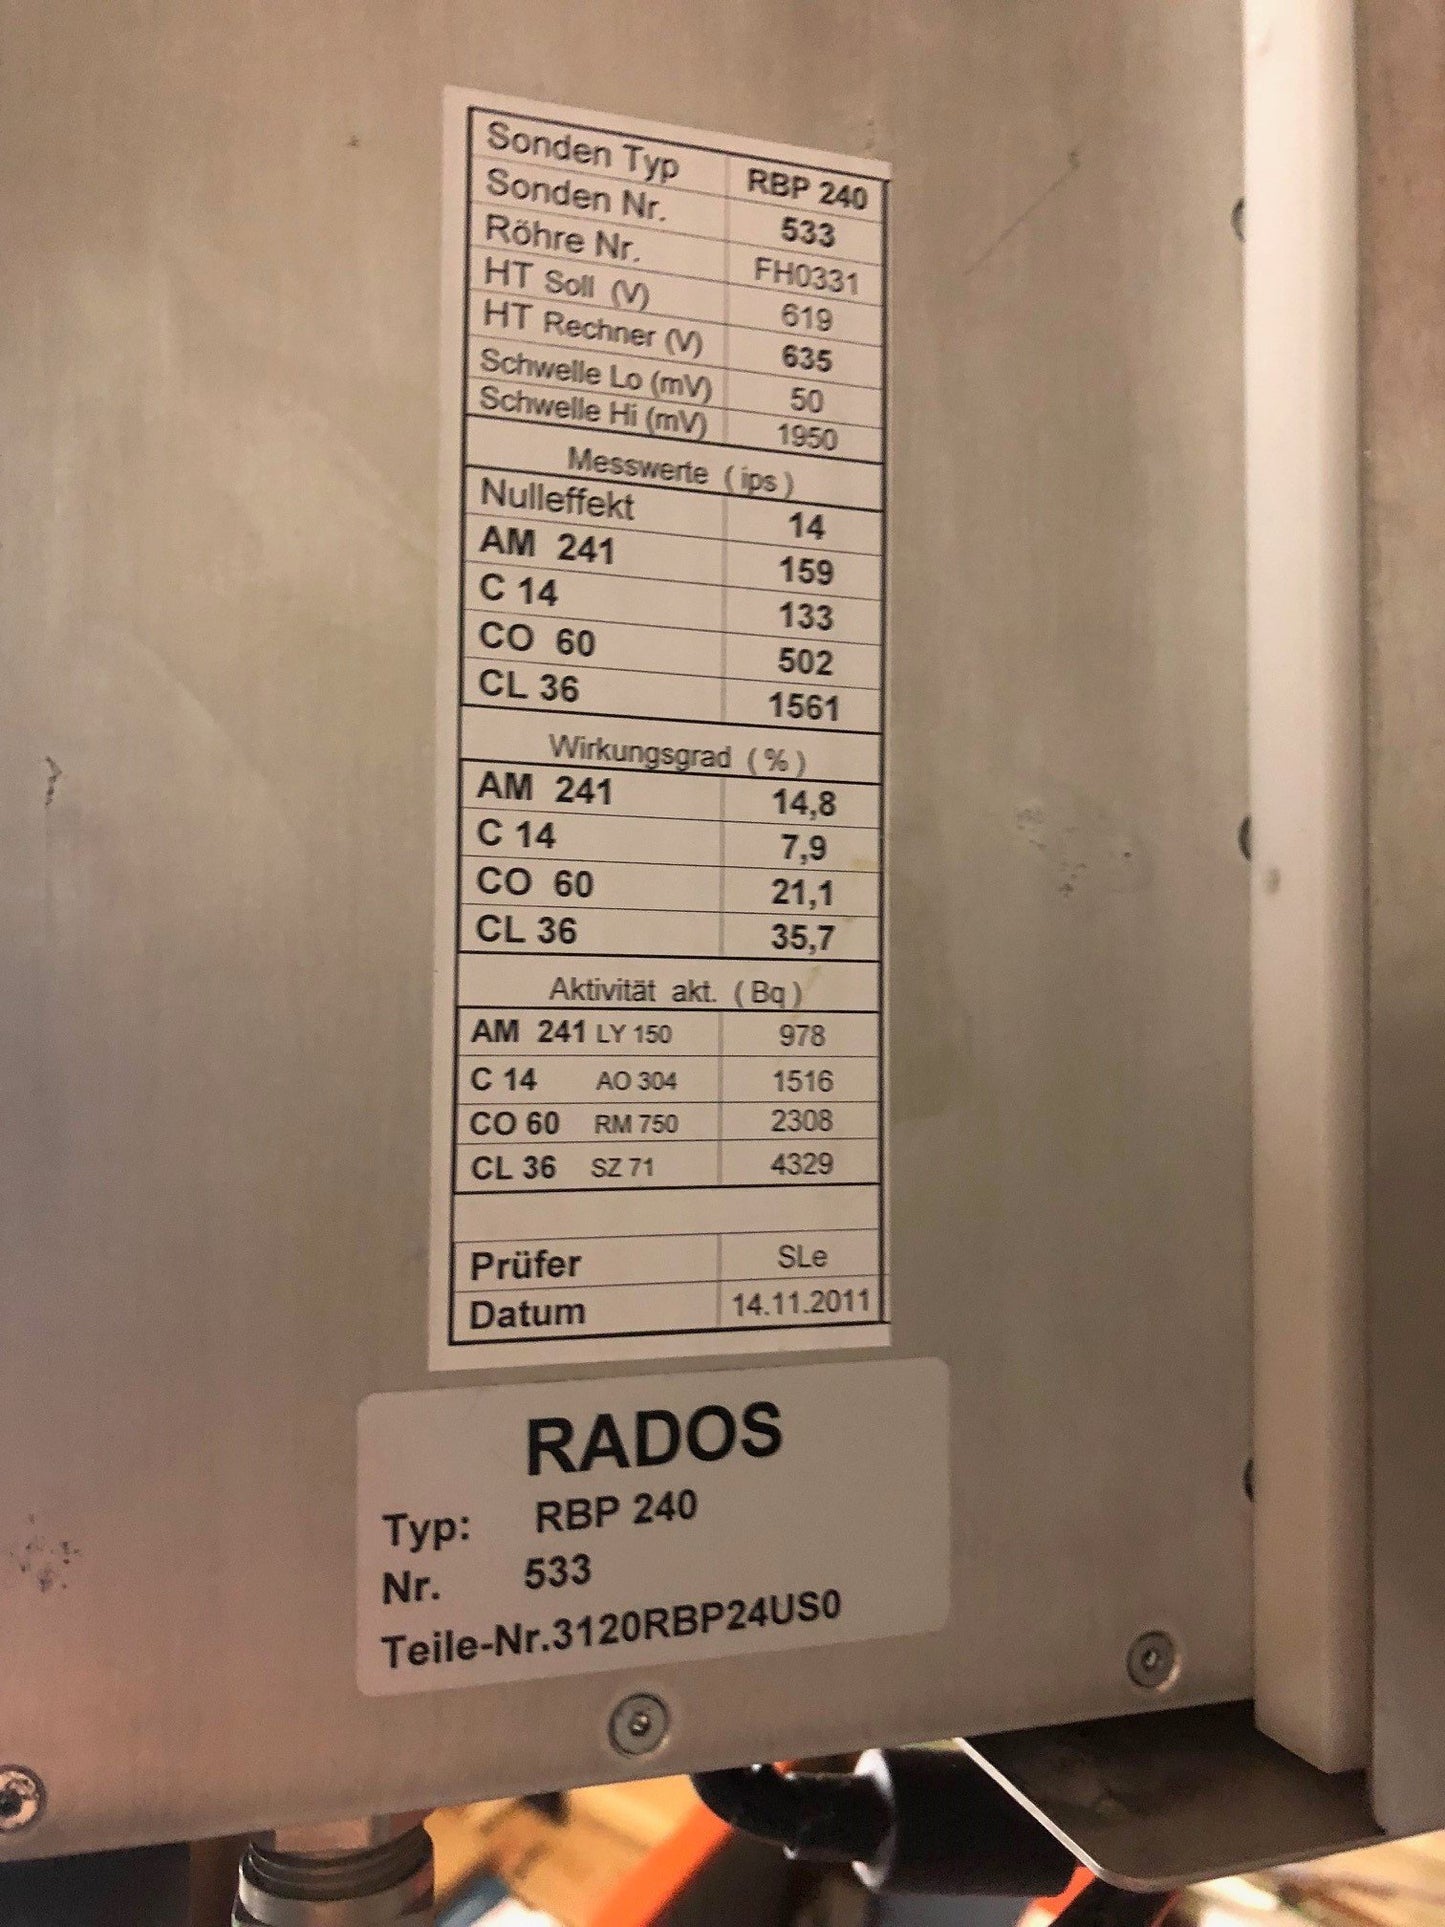 Sonden Typ RBP 240
Sonden Nr. 533
Röhre Nr. FH0331
HT Soll (V) 619
HT Rechner (V) 635
Schwelle Lo (mV) 50
Schwelle Hi (mV) 1950
Messwerte ( ips )
Nulleffekt 14
AM 241 159
C 14 133
CO 60 502
CL 36 1561
Wirkungsgrad ( % )
AM 241 14,8
C 14 7,9
CO 60 21,1
CL 36 35,7
Aktivität akt. ( Bq )
AM 241 LY 150 978
C 14 AO 304 1516
CO 60 RM 750 2308
CL 36 SZ 71 4329
Prüfer SLe
Datum 14.11.2011
RADOS
Typ: RBP 240
Nr. 533
Teile-Nr.3120RBP24US0